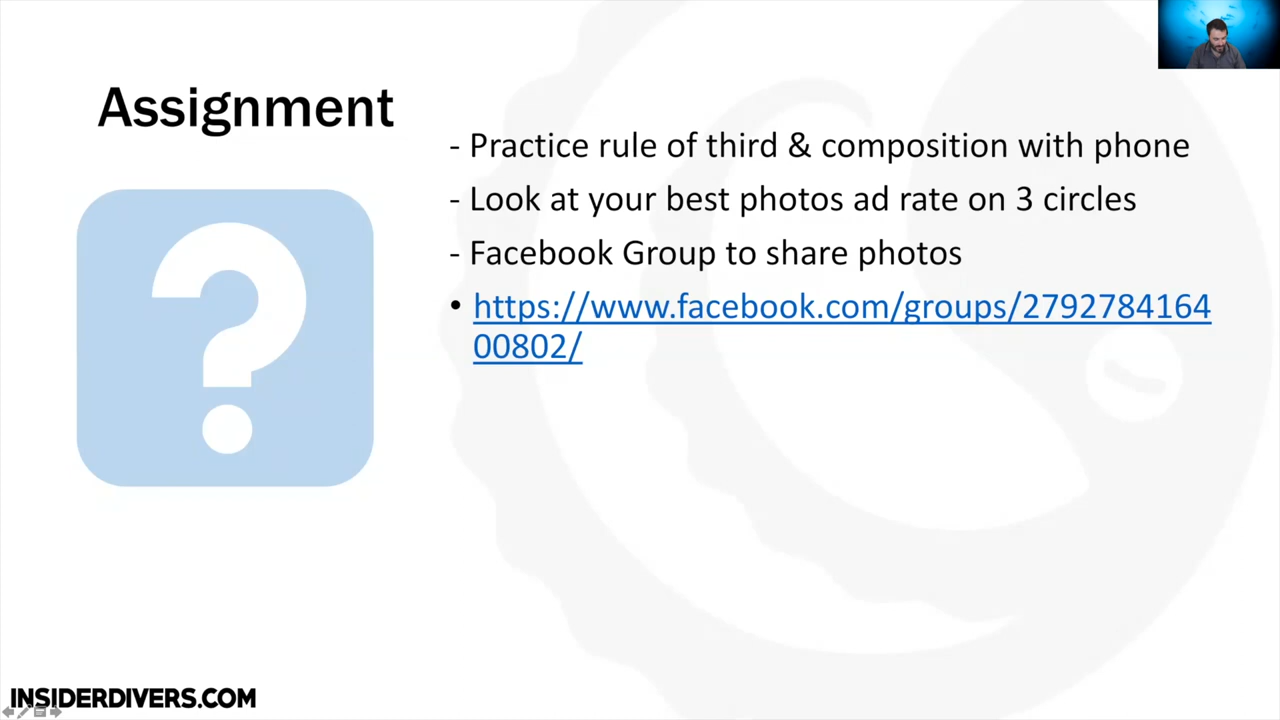 Assignment
- Practice rule of third & composition with phone
- Look at your best photos ad rate on 3 circles
- Facebook Group to share photos
• https://www.facebook.com/groups/2792784164
00802/
?
INSIDERDIVERS.COM